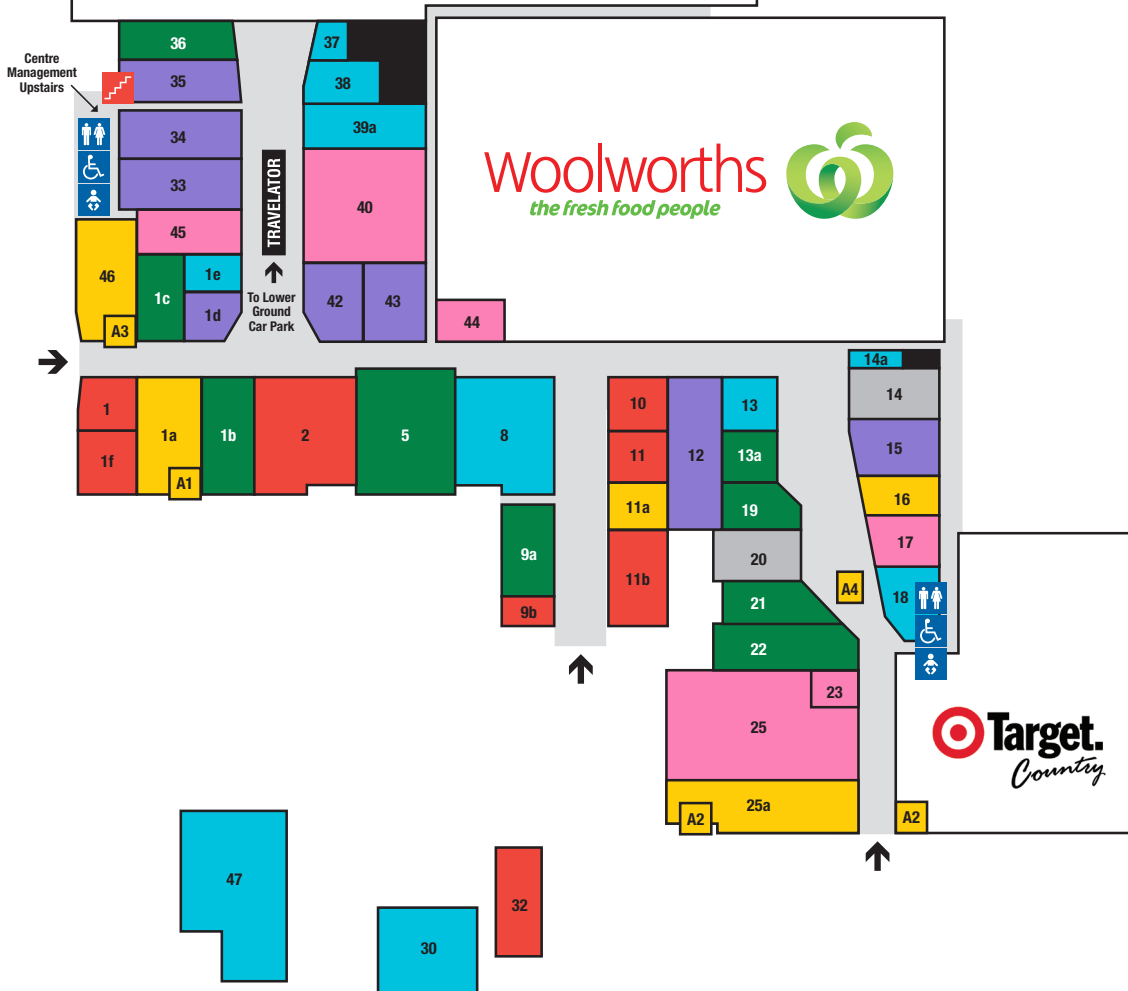 36
37
Centre
Management
Upstairs
35
38
34
39a
33
TRAVELATOR
40
45
46
1c
1e
1d
A3
To Lower
Ground
Car Park
42
43
44
Woolworths
the fresh food people
14a
14
1
1a
1b
2
5
8
10
12
13
1f
A1
11
13a
15
11a
19
16
9a
20
17
11b
21
A4
18
9b
22
23
25
Target.
Country
25a
A2
A2
47
32
30